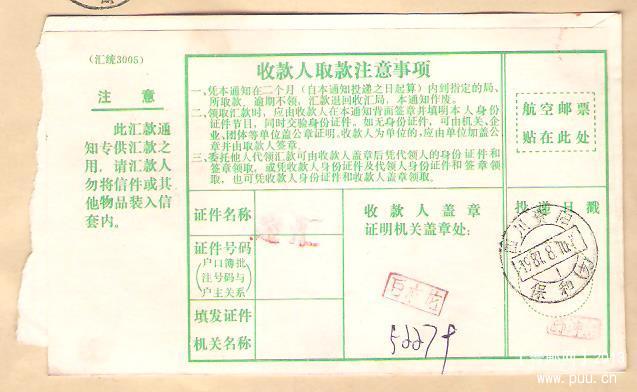 （汇统3005）
注 意
此汇款通
知专供汇款之
用，请汇款人
勿将信件或其
他物品装入信
套内。
收款人取款注意事项
一、凭本通知在二个月（自本通知投递之日起算）内到指定的局、
所取款。逾期不领，汇款退回收汇局，本通知作废。
二、领取汇款时，应由收款人在本通知背面签章并填明本人身份
证件节目，同时交验身份证件。如无身份证件，可由机关、企
业、团体等单位盖公章证明。收款人为单位的，应由单位加盖公
章并由取款人签章。
三、委托他人代领汇款可由收款人盖章后凭代领人的身份证件和
签章领取，或凭收款人身份证件及代领人身份证件和签章领
取，也可凭收款人身份证件和收款人盖章领取。
航空邮票
贴在此处
证件名称
证件号码
（户口簿批
注号码与
户主关系）
填发证件
机关名称
收款人盖章
证明机关盖章处：
投递日戳
保和
52279
www.puu.cn